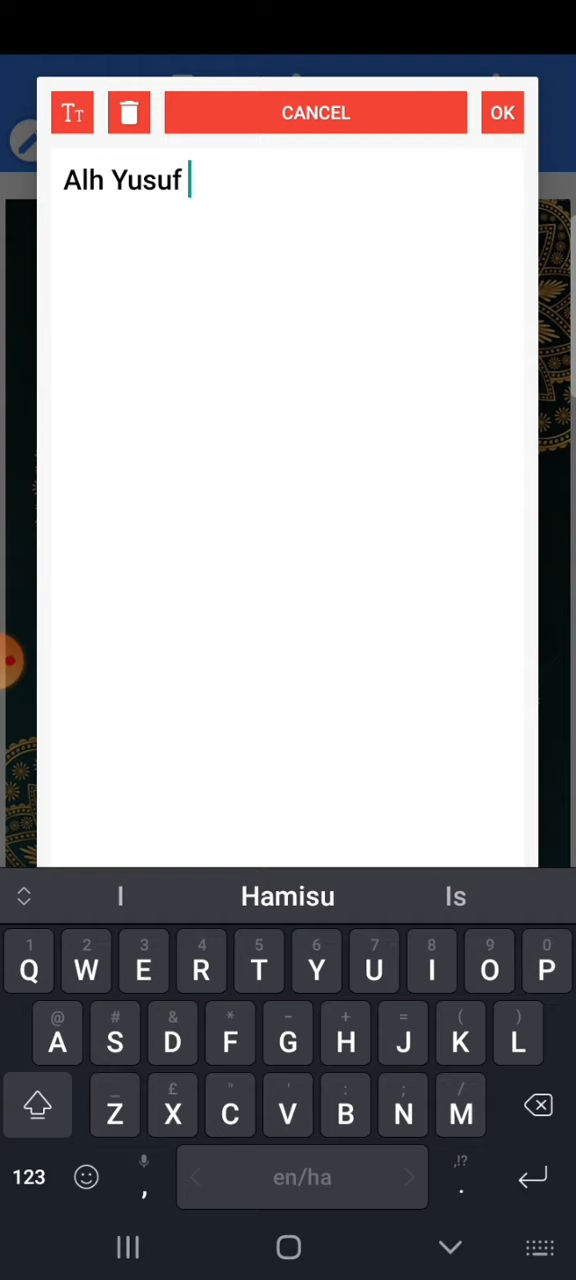 TT CANCEL OK
Alh Yusuf
I Hamisu Is
1 2 3 4 5 6 7 8 9 0
Q W E R T Y U I O P
@ # & * - + = ( )
A S D F G H J K L
_ £ " ' : ; /
Z X C V B N M
123 , en/ha ,!? .